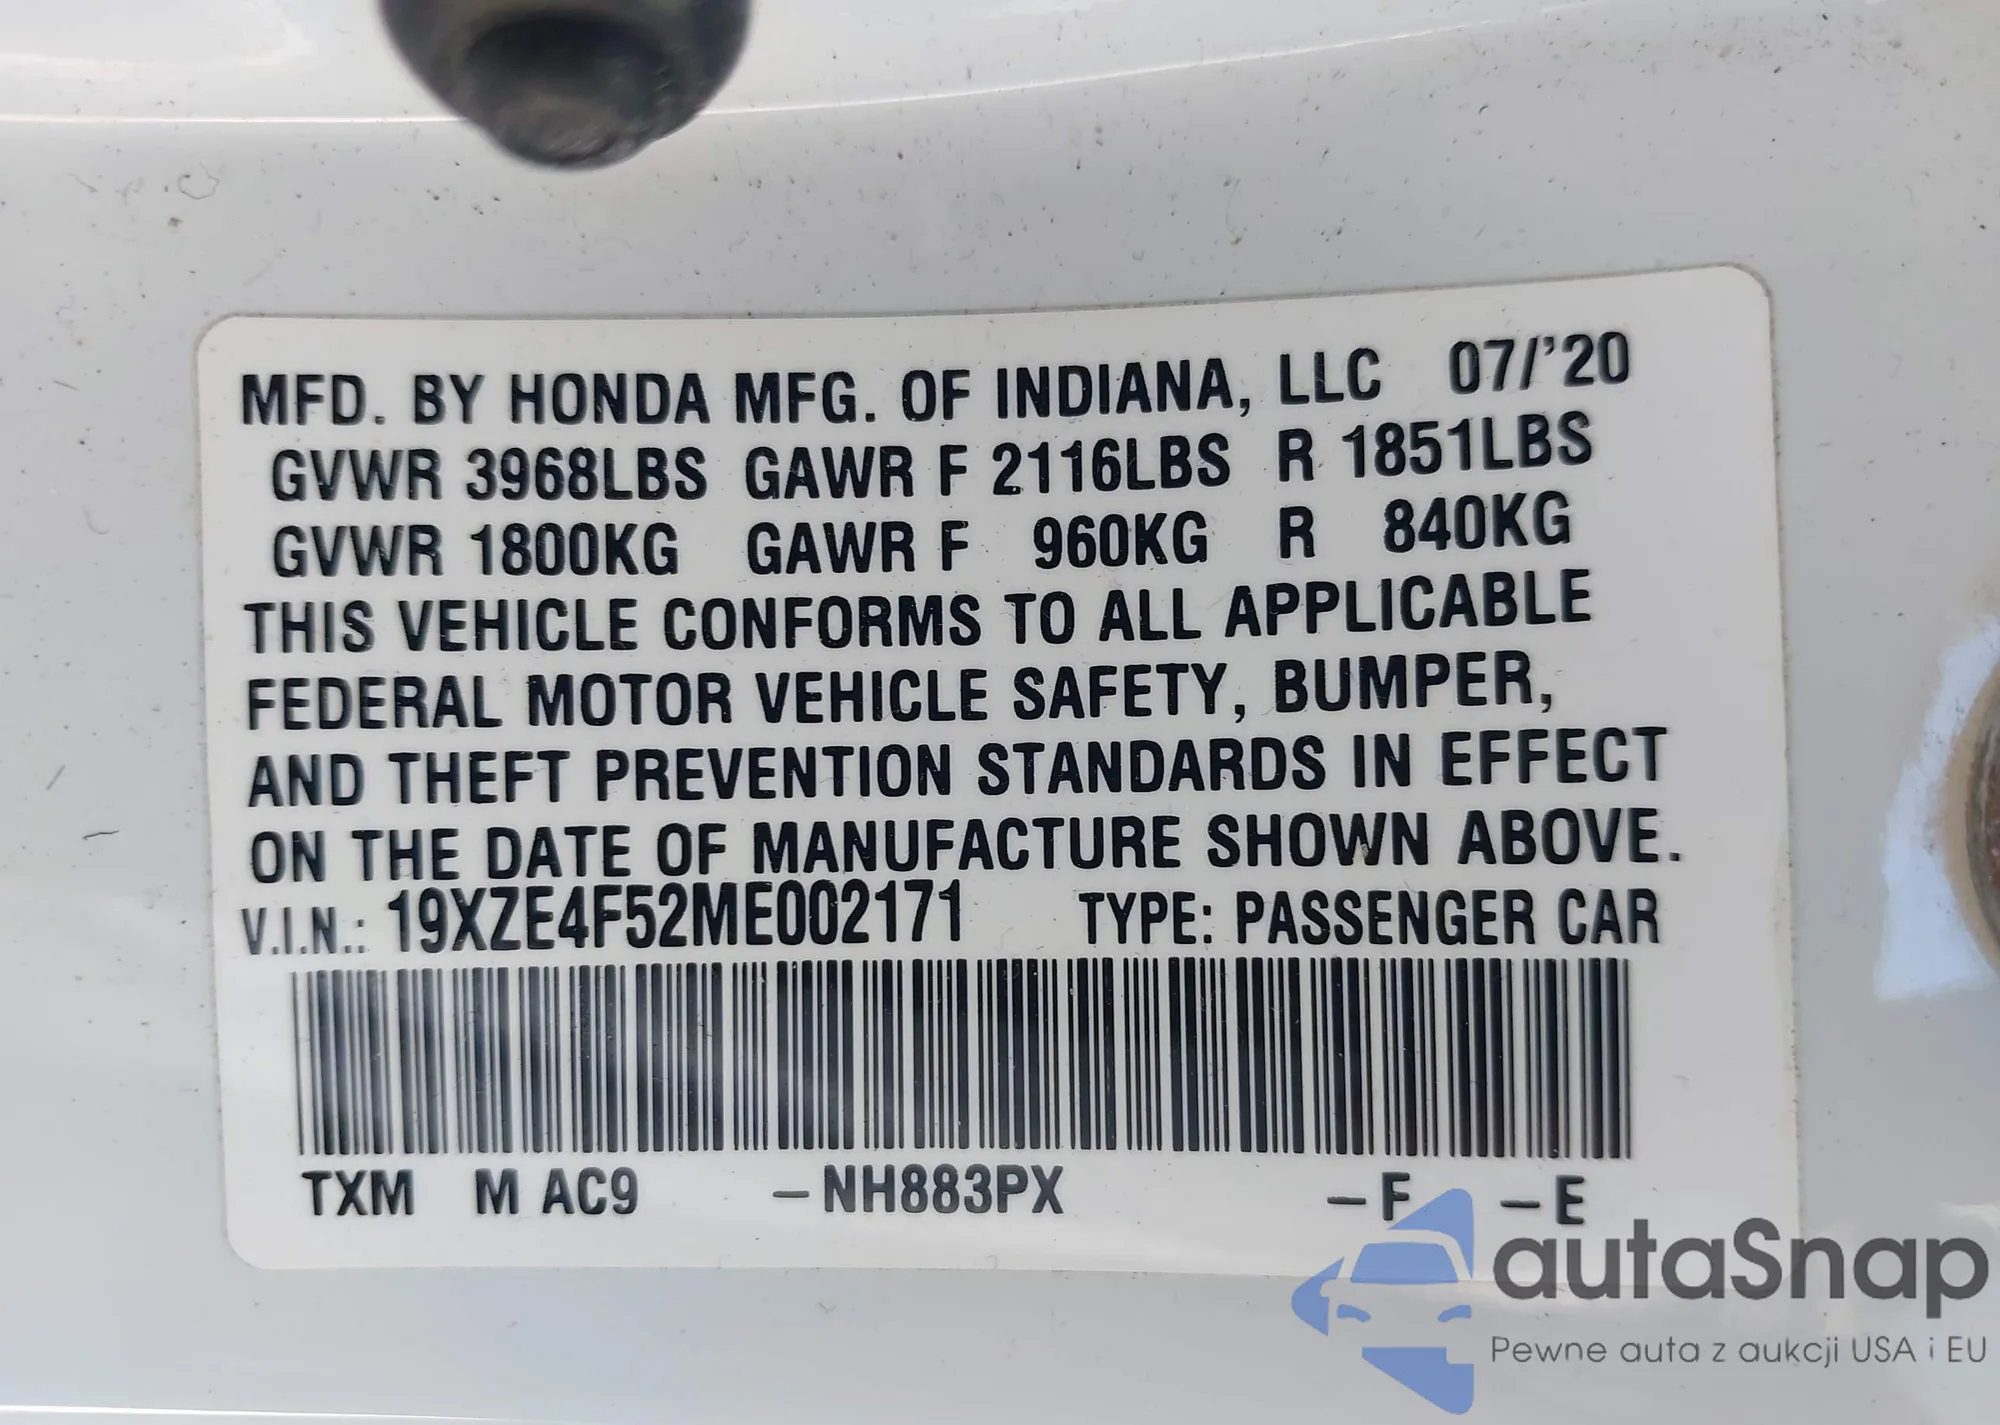 MFD. BY HONDA MFG. OF INDIANA, LLC 07/'20
GVWR 3968LBS GAWR F 2116LBS R 1851LBS
GVWR 1800KG GAWR F 960KG R 840KG
THIS VEHICLE CONFORMS TO ALL APPLICABLE
FEDERAL MOTOR VEHICLE SAFETY, BUMPER,
AND THEFT PREVENTION STANDARDS IN EFFECT
ON THE DATE OF MANUFACTURE SHOWN ABOVE.
V.I.N.: 19XZE4F52ME002171 TYPE: PASSENGER CAR
TXM M AC9 –NH883PX –F –E
autaSnap
Pewne auta z aukcji USA i EU